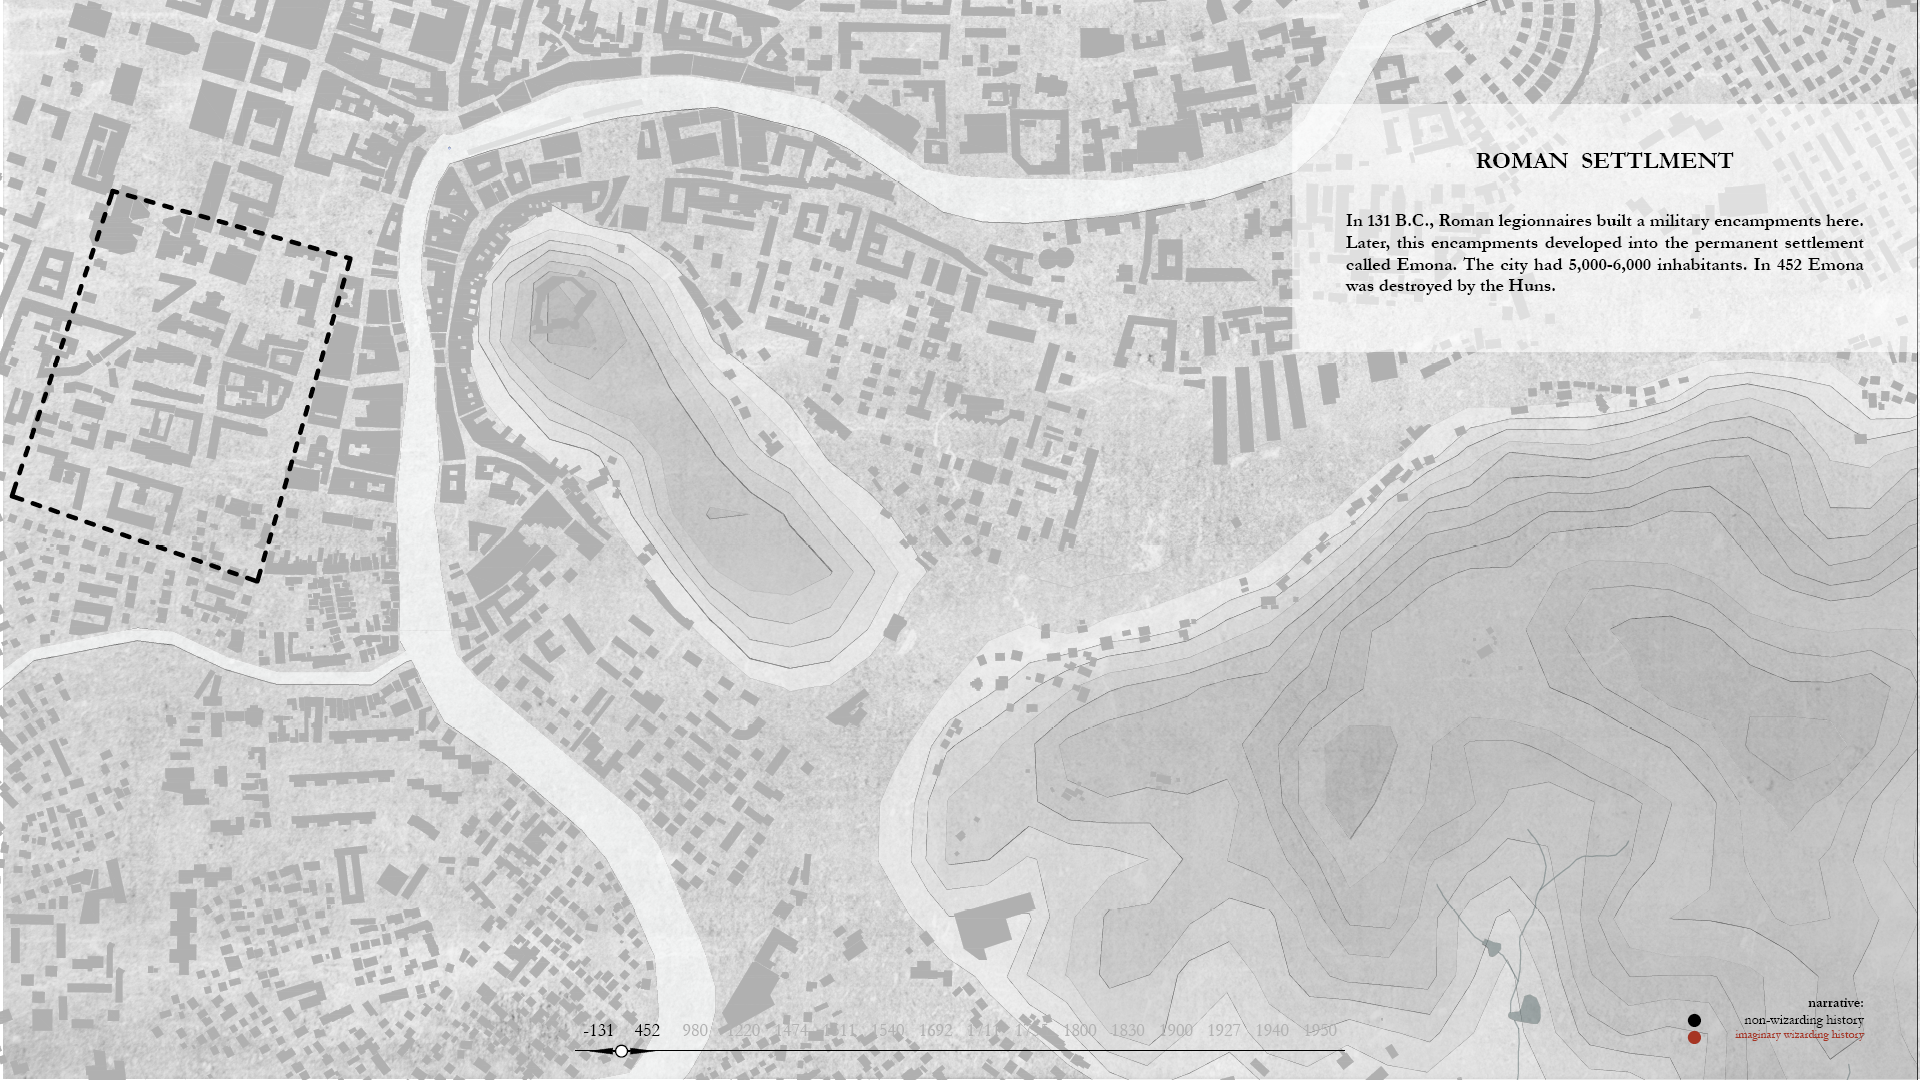 ROMAN SETTLMENT
In 131 B.C., Roman legionnaires built a military encampments here.
Later, this encampments developed into the permanent settlement
called Emona. The city had 5,000-6,000 inhabitants. In 452 Emona
was destroyed by the Huns.
narrative:
non-wizarding history
imaginary wizarding history
-131 452 980 1220 1474 1511 1540 1692 1800 1830 1900 1927 1940 1950